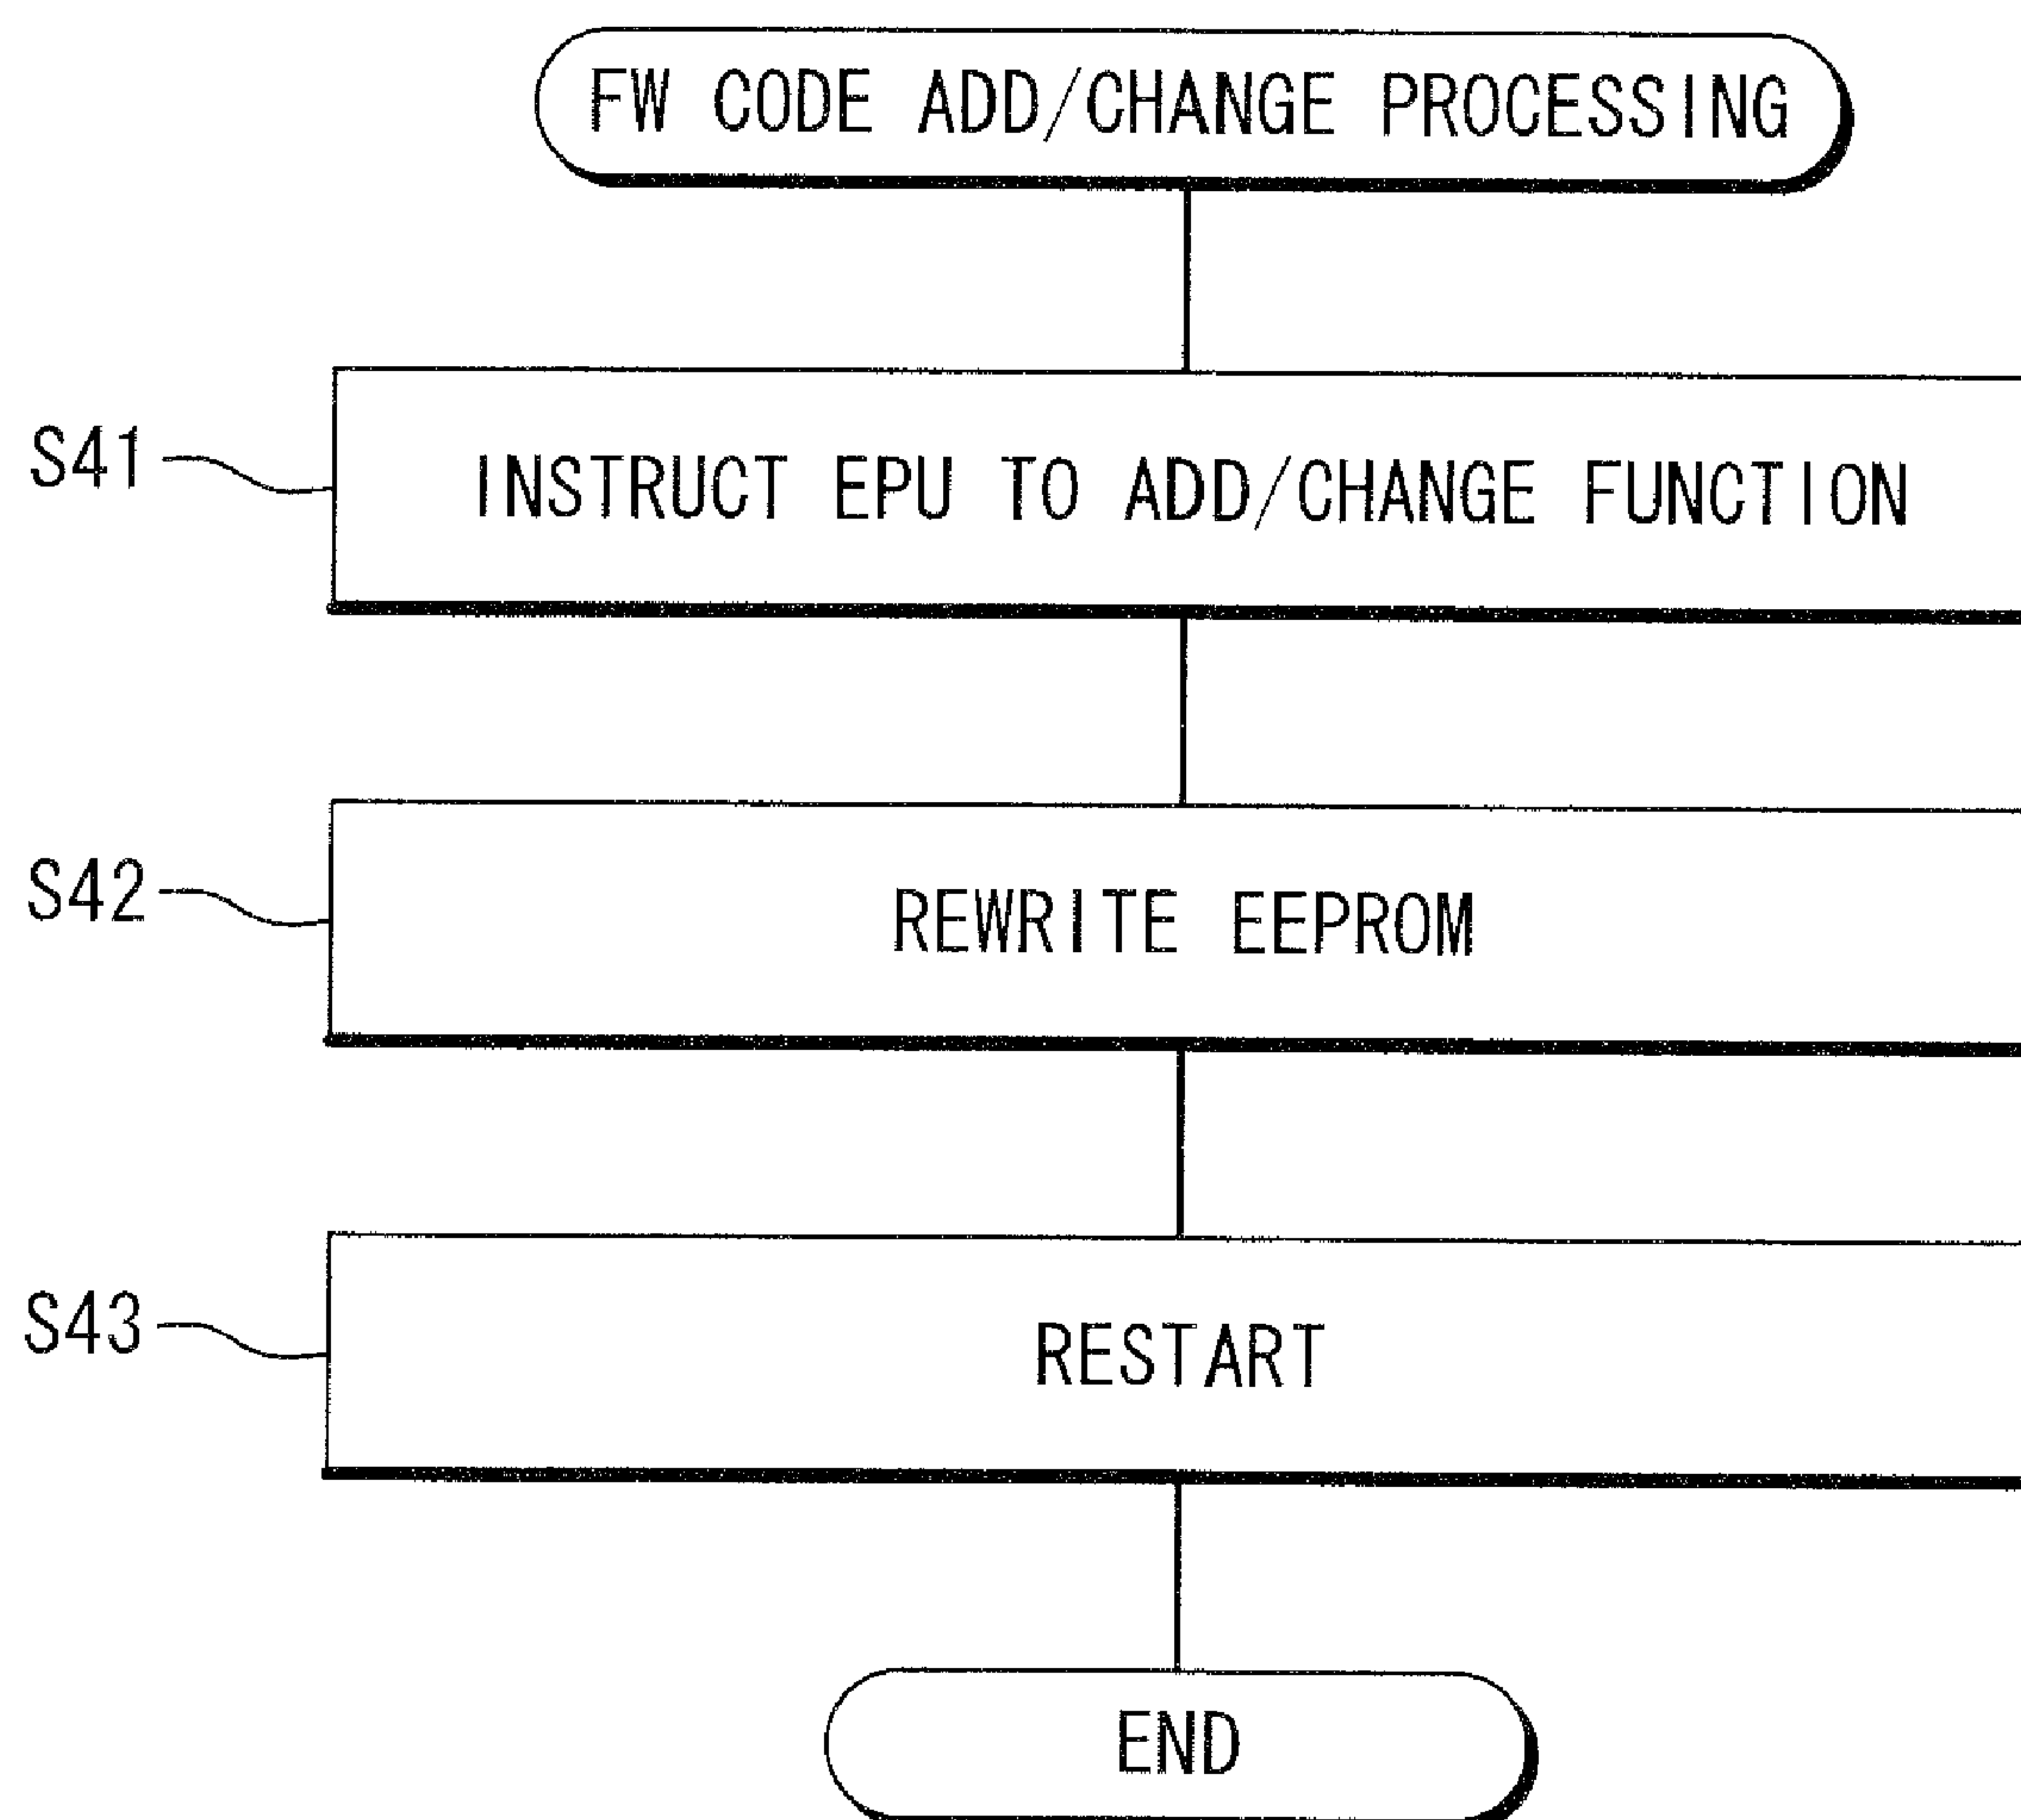 FW CODE ADD/CHANGE PROCESSING
S41
INSTRUCT EPU TO ADD/CHANGE FUNCTION
S42
REWRITE EEPROM
S43
RESTART
END